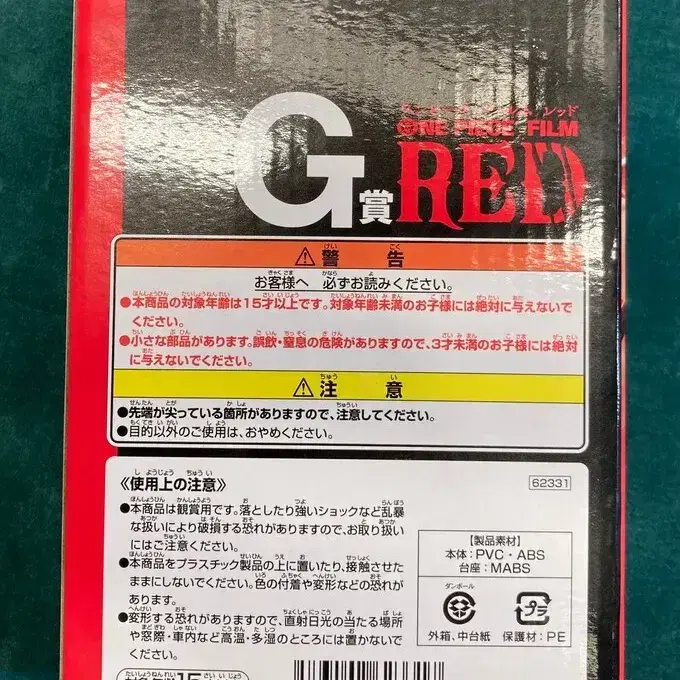 レッド
ONE PIECE FILM
G賞 RED
⚠警告
お客様へ 必ずお読みください。
●本商品の対象年齢は15才以上です。対象年齢未満のお子様には絶対に与えないで
ください。
●小さな部品があります。誤飲・窒息の危険がありますので、3才未満のお子様には絶対
に与えないでください。
⚠注意
●先端が尖っている箇所がありますので、注意してください。
●目的以外のご使用は、おやめください。
《使用上の注意》
62331
●本商品は観賞用です。落としたり強いショックなど乱暴
な扱いにより破損する恐れがありますので、お取り扱い
にはご注意ください。
●本商品をプラスチック製品の上に置いたり、接触させた
ままにしないでください。色の付着や変形などの恐れが
あります。
●変形する恐れがありますので、直射日光の当たる場所
や窓際・車内など高温・多湿のところには置かないで
ください。
【製品素材】
本体:PVC・ABS
台座:MABS
ダンボール
プラ
外箱、中台紙 保護材:PE
対象年齢15